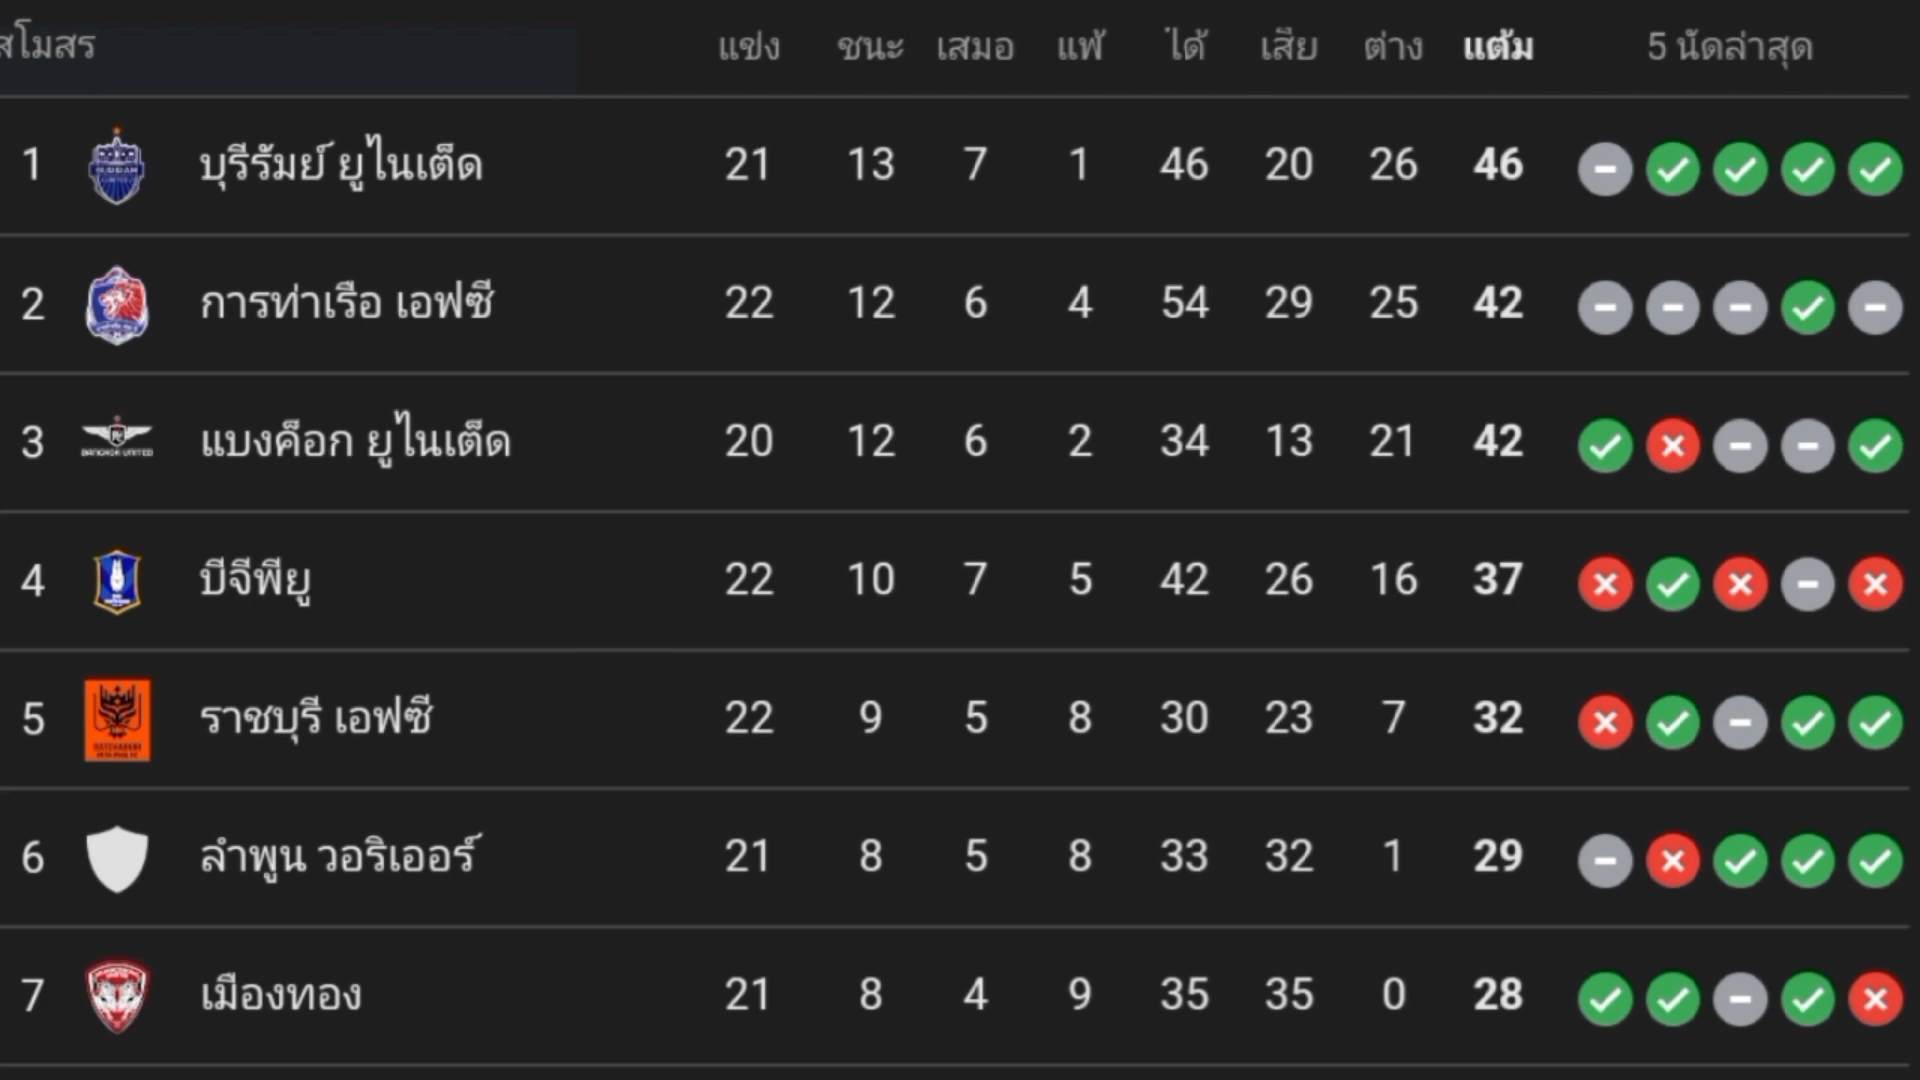 สโมสร แข่ง ชนะ เสมอ แพ้ ได้ เสีย ต่าง แต้ม 5 นัดล่าสุด
1 บุรีรัมย์ ยูไนเต็ด 21 13 7 1 46 20 26 46
2 การท่าเรือ เอฟซี 22 12 6 4 54 29 25 42
3 BANGKOK UNITED แบงค็อก ยูไนเต็ด 20 12 6 2 34 13 21 42
4 บีจีพียู 22 10 7 5 42 26 16 37
5 ราชบุรี เอฟซี 22 9 5 8 30 23 7 32
6 ลำพูน วอริเออร์ 21 8 5 8 33 32 1 29
7 เมืองทอง 21 8 4 9 35 35 0 28